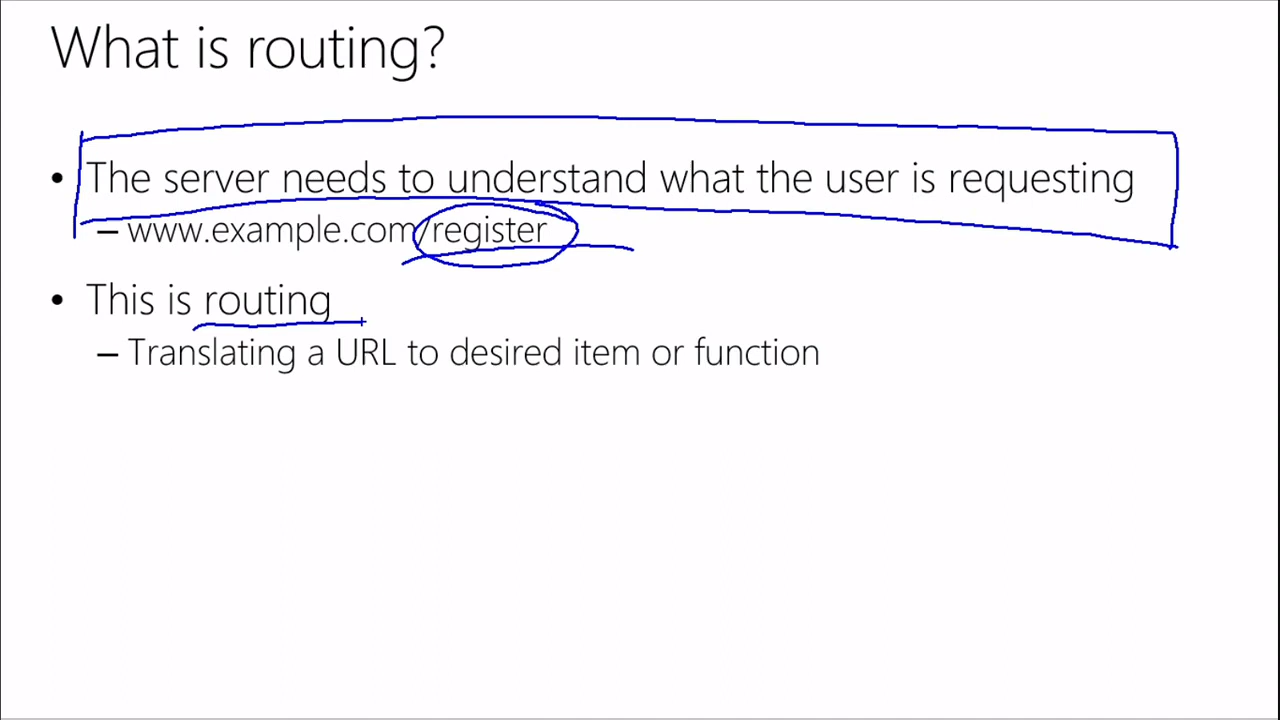 What is routing?
• The server needs to understand what the user is requesting
– www.example.com/register
• This is routing
– Translating a URL to desired item or function